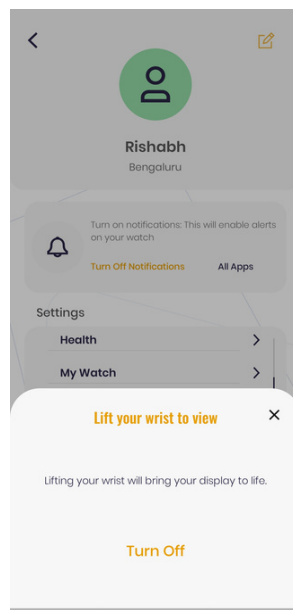 Rishabh
Bengaluru
Turn on notifications: This will enable alerts
on your watch
Turn Off Notifications All Apps
Settings
Health
My Watch
Lift your wrist to view
Lifting your wrist will bring your display to life.
Turn Off